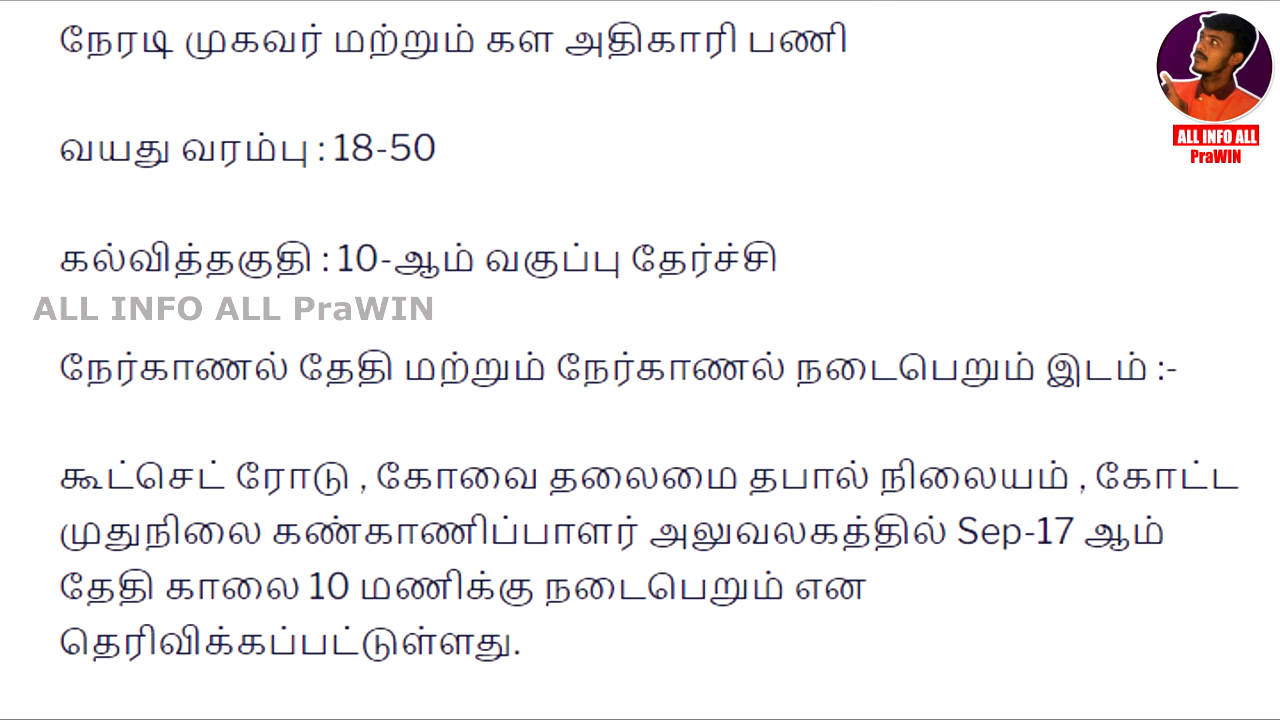 நேரடி முகவர் மற்றும் கள அதிகாரி பணி
ALL INFO ALL
PraWIN
வயது வரம்பு : 18-50
கல்வித்தகுதி : 10-ஆம் வகுப்பு தேர்ச்சி
ALL INFO ALL PraWIN
நேர்காணல் தேதி மற்றும் நேர்காணல் நடைபெறும் இடம் :-
கூட்செட் ரோடு , கோவை தலைமை தபால் நிலையம் , கோட்ட
முதுநிலை கண்காணிப்பாளர் அலுவலகத்தில் Sep-17 ஆம்
தேதி காலை 10 மணிக்கு நடைபெறும் என
தெரிவிக்கப்பட்டுள்ளது.